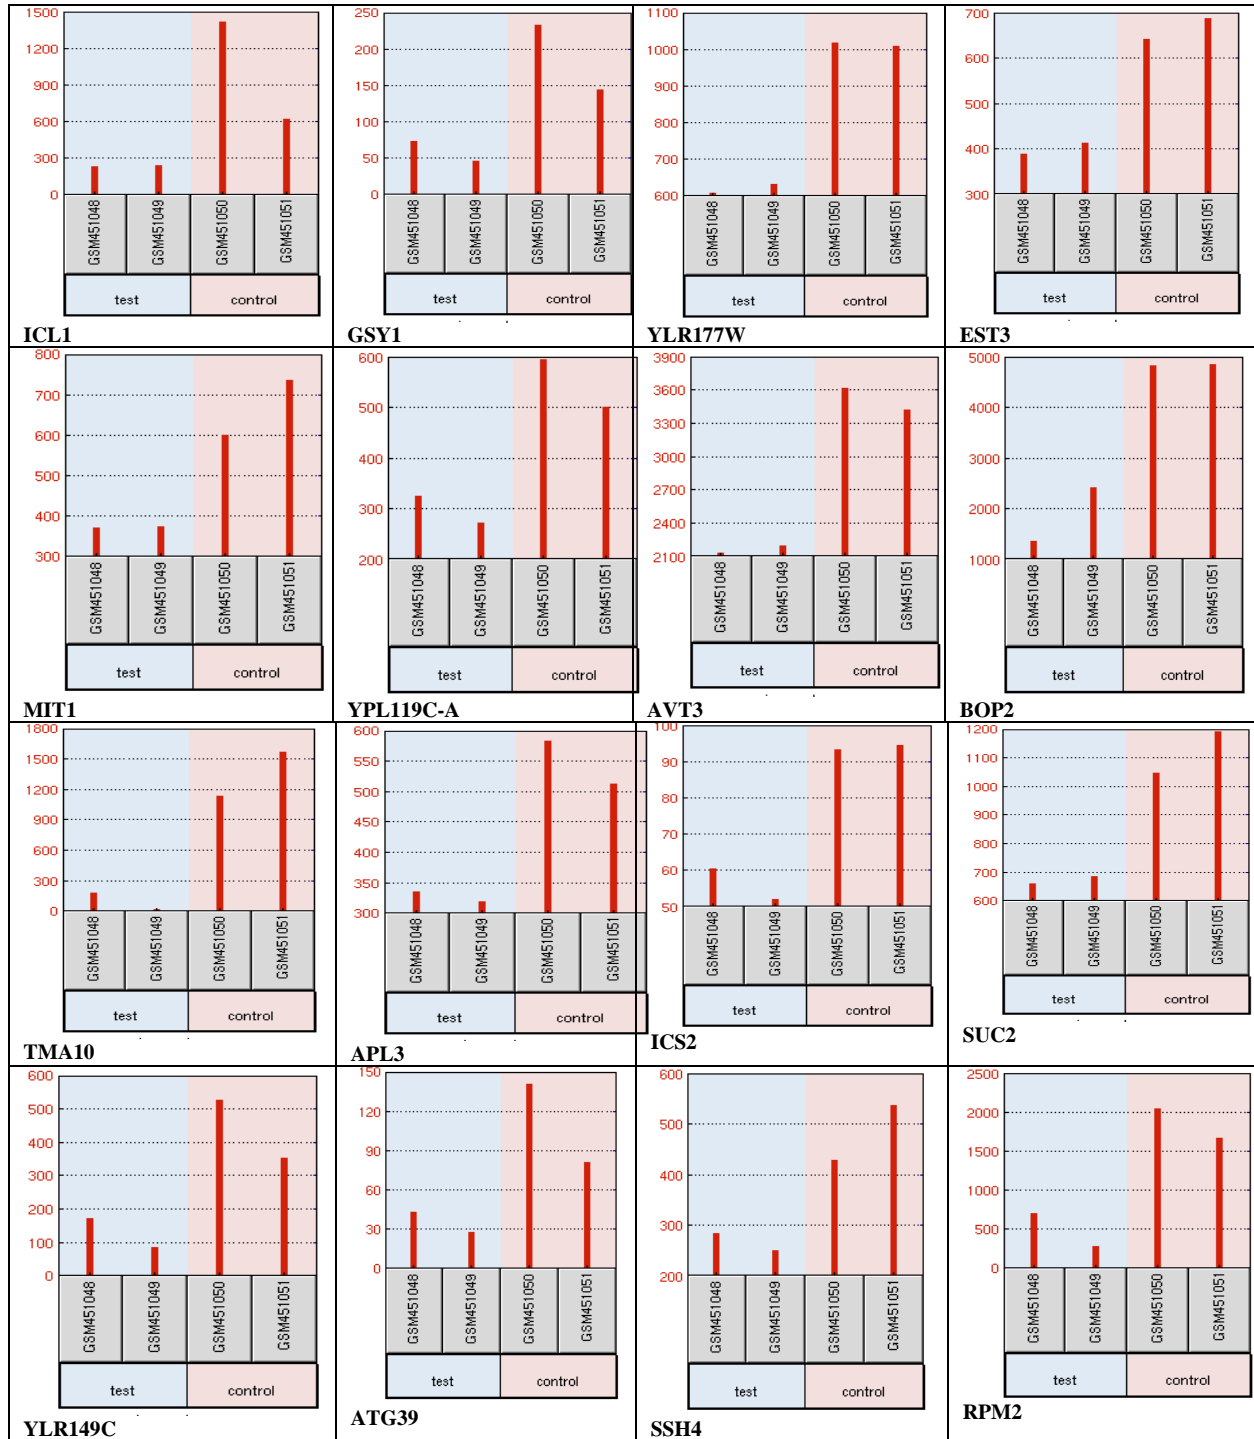 1500
1200
900
600
300
0
GSM451048
GSM451049
GSM451050
GSM451051
test
control
ICL1
250
200
150
100
50
0
GSM451048
GSM451049
GSM451050
GSM451051
test
control
GSY1
1100
1000
900
800
700
600
GSM451048
GSM451049
GSM451050
GSM451051
test
control
YLR177W
700
600
500
400
300
GSM451048
GSM451049
GSM451050
GSM451051
test
control
EST3
800
700
600
500
400
300
GSM451048
GSM451049
GSM451050
GSM451051
test
control
MIT1
600
500
400
300
200
GSM451048
GSM451049
GSM451050
GSM451051
test
control
YPL119C-A
3900
3600
3300
3000
2700
2400
2100
GSM451048
GSM451049
GSM451050
GSM451051
test
control
AVT3
5000
4000
3000
2000
1000
GSM451048
GSM451049
GSM451050
GSM451051
test
control
BOP2
1800
1500
1200
900
600
300
0
GSM451048
GSM451049
GSM451050
GSM451051
test
control
TMA10
600
550
500
450
400
350
300
GSM451048
GSM451049
GSM451050
GSM451051
test
control
APL3
100
90
80
70
60
50
GSM451048
GSM451049
GSM451050
GSM451051
test
control
ICS2
1200
1100
1000
900
800
700
600
GSM451048
GSM451049
GSM451050
GSM451051
test
control
SUC2
600
500
400
300
200
100
0
GSM451048
GSM451049
GSM451050
GSM451051
test
control
YLR149C
150
120
90
60
30
0
GSM451048
GSM451049
GSM451050
GSM451051
test
control
ATG39
600
500
400
300
200
GSM451048
GSM451049
GSM451050
GSM451051
test
control
SSH4
2500
2000
1500
1000
500
0
GSM451048
GSM451049
GSM451050
GSM451051
test
control
RPM2